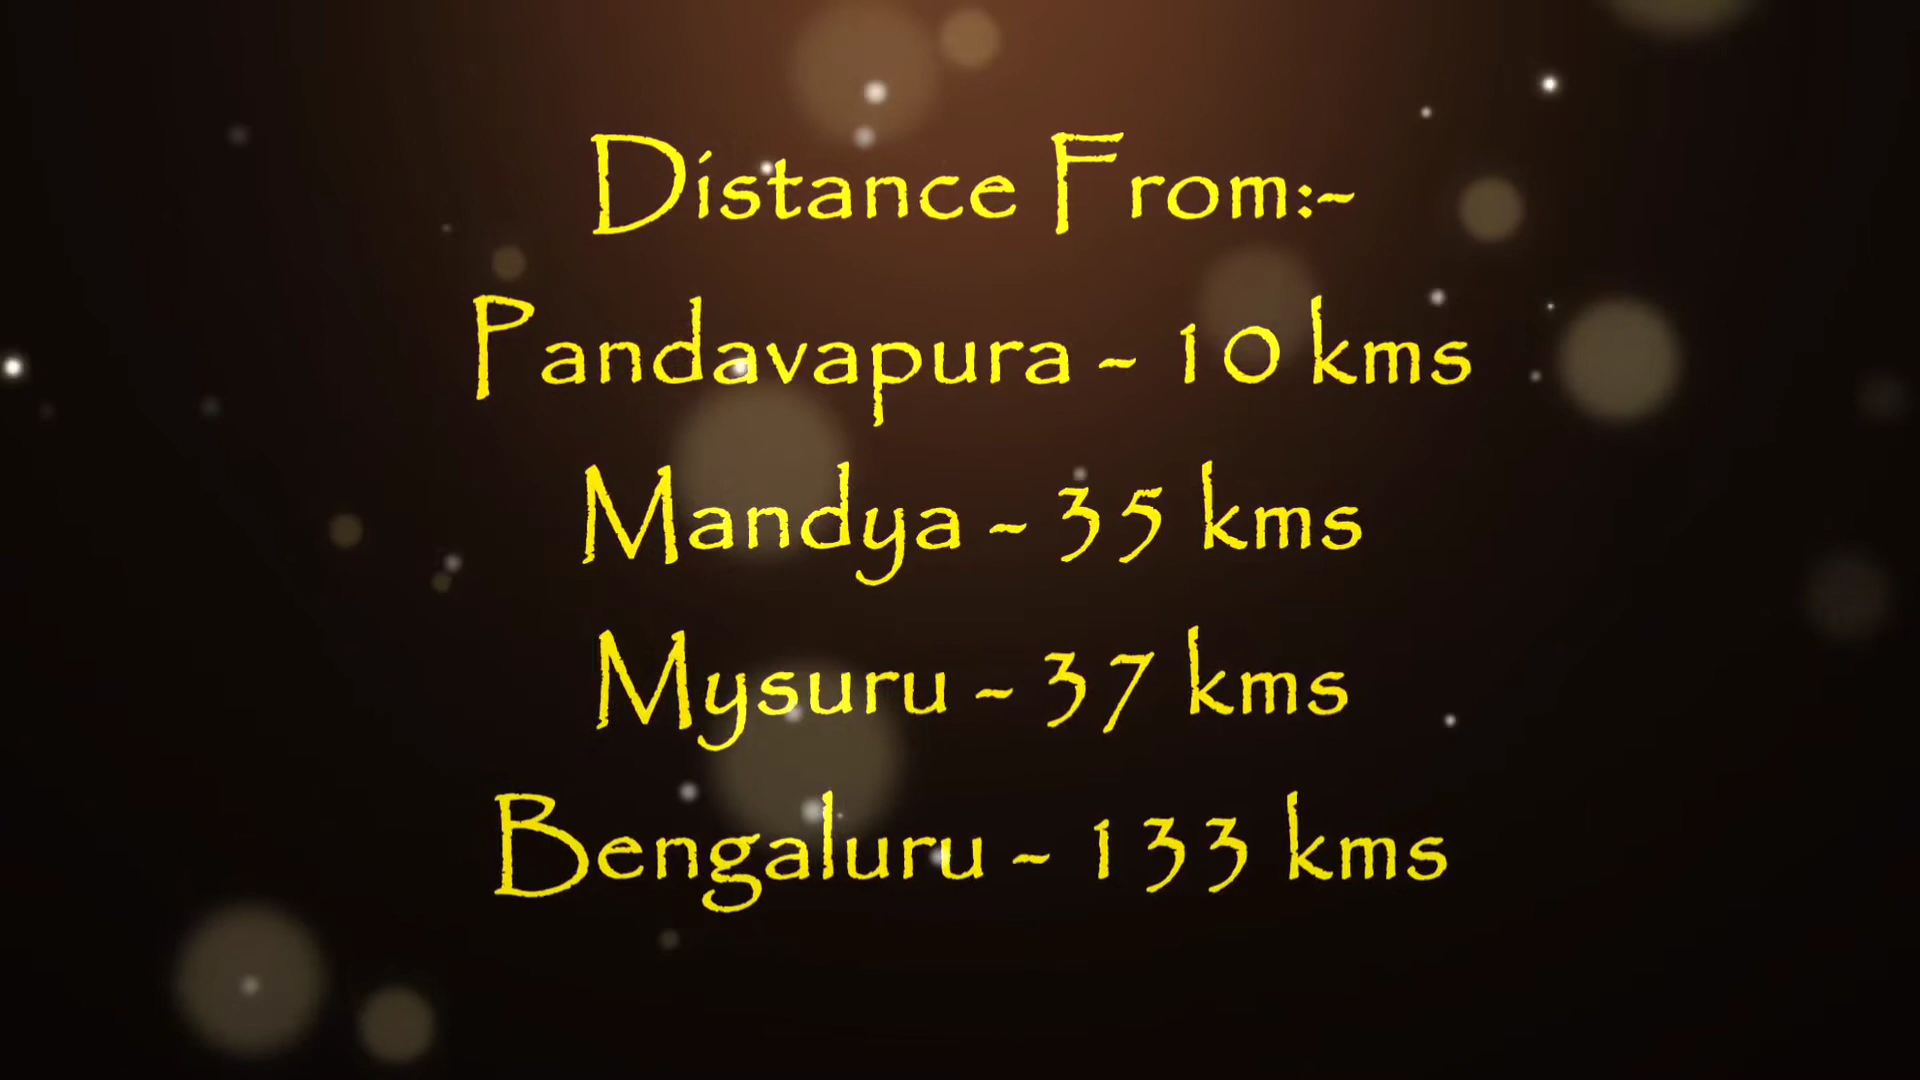 Distance From:-
Pandavapura - 10 kms
Mandya - 35 kms
Mysuru - 37 kms
Bengaluru - 133 kms